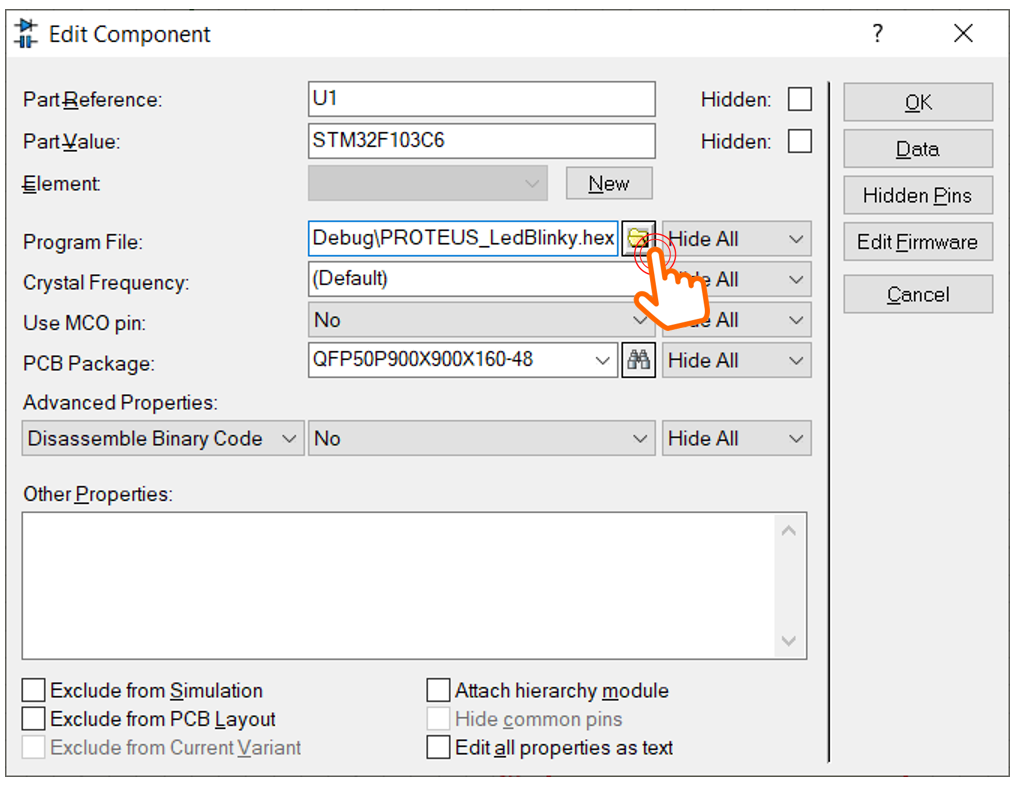 Edit Component ?
Part Reference: U1 Hidden: OK
Part Value: STM32F103C6 Hidden: Data
Element: New Hidden Pins
Program File: Debug\PROTEUS_LedBlinky.hex Hide All Edit Firmware
Crystal Frequency: (Default) Hide All Cancel
Use MCO pin: No Hide All
PCB Package: QFP50P900X900X160-48 Hide All
Advanced Properties:
Disassemble Binary Code No Hide All
Other Properties:
Exclude from Simulation Attach hierarchy module
Exclude from PCB Layout Hide common pins
Exclude from Current Variant Edit all properties as text